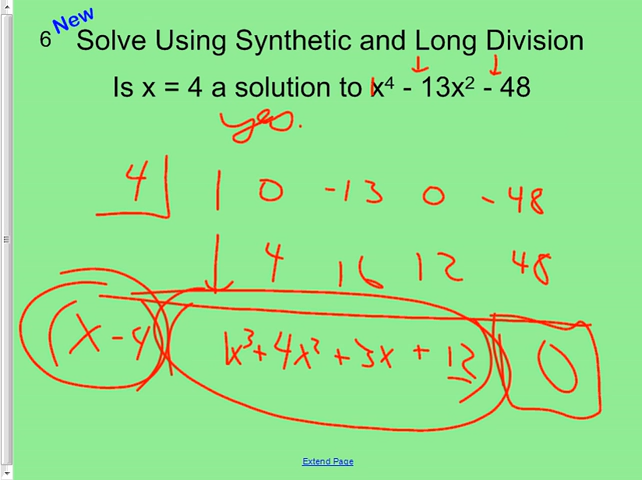 New
6 Solve Using Synthetic and Long Division
Is x = 4 a solution to x⁴ - 13x² - 48
yes.
4 1 0 -13 0 -48
4 16 12 48
(x-4) 1x³+4x²+3x+12 0
Extend Page